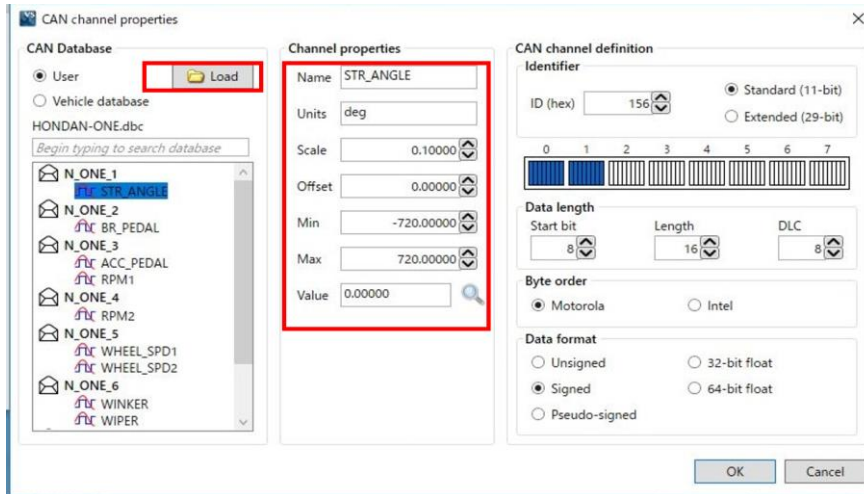 CAN channel properties
CAN Database
User
Load
Vehicle database
HONDAN-ONE.dbc
Begin typing to search database
N_ONE_1
STR_ANGLE
N_ONE_2
BR_PEDAL
N_ONE_3
ACC_PEDAL
RPM1
N_ONE_4
RPM2
N_ONE_5
WHEEL_SPD1
WHEEL_SPD2
N_ONE_6
WINKER
WIPER
Channel properties
Name STR_ANGLE
Units deg
Scale 0.10000
Offset 0.00000
Min -720.00000
Max 720.00000
Value 0.00000
CAN channel definition
Identifier
ID (hex) 156
Standard (11-bit)
Extended (29-bit)
0 1 2 3 4 5 6 7
Data length
Start bit Length DLC
8 16 8
Byte order
Motorola Intel
Data format
Unsigned 32-bit float
Signed 64-bit float
Pseudo-signed
OK Cancel